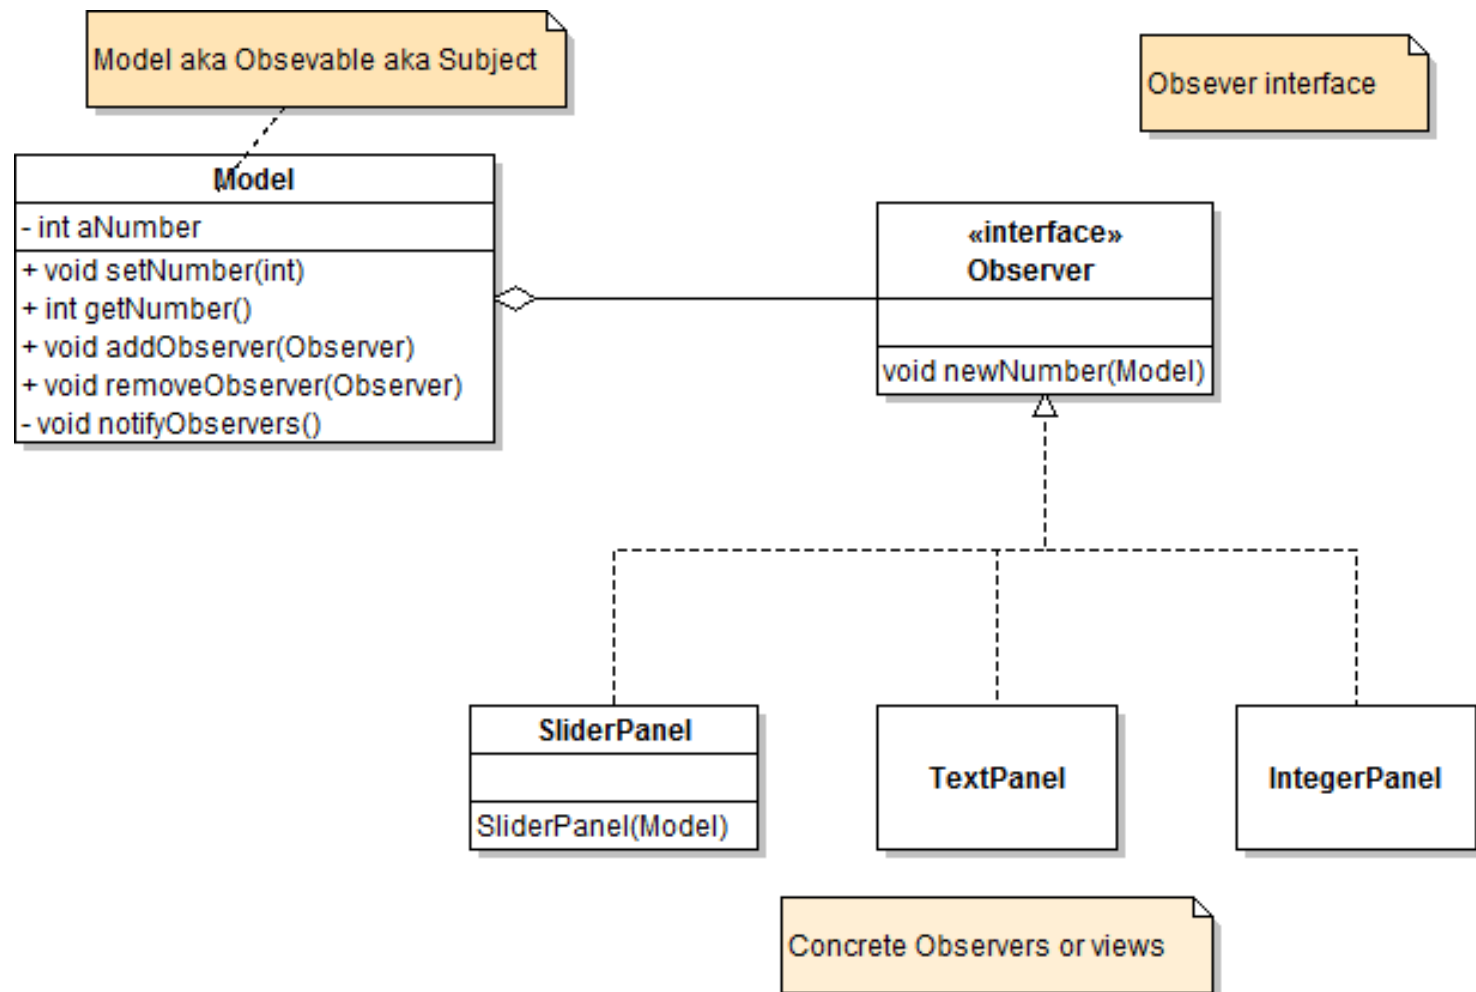 Model aka Obsevable aka Subject
Obsever interface
Model
- int aNumber
+ void setNumber(int)
+ int getNumber()
+ void addObserver(Observer)
+ void removeObserver(Observer)
- void notifyObservers()
«interface»
Observer
void newNumber(Model)
SliderPanel
SliderPanel(Model)
TextPanel
IntegerPanel
Concrete Observers or views